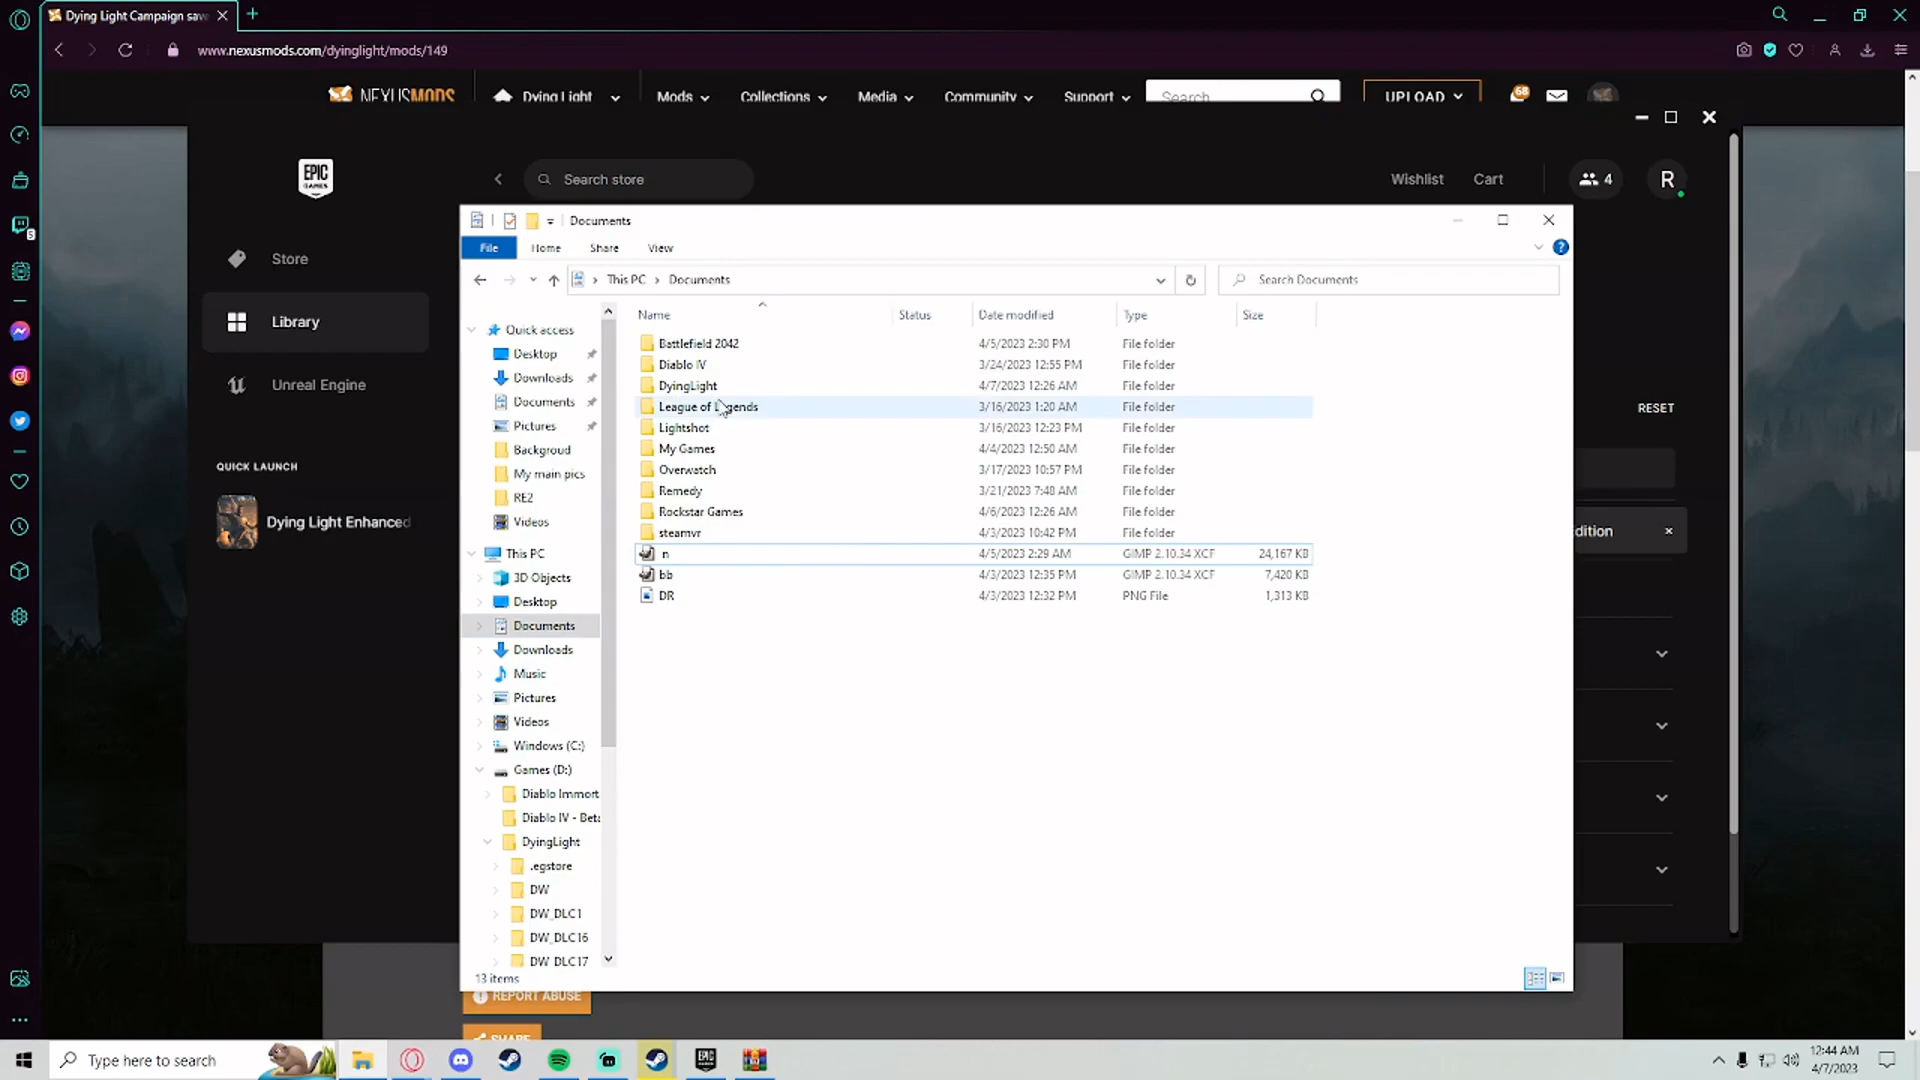 Dying Light Campaign sav
www.nexusmods.com/dyinglight/mods/149
NEXUSMODS
Dying Light
Mods
Collections
Media
Community
Support
Search
UPLOAD
68
EPIC
GAMES
Search store
Wishlist
Cart
4
R
Store
Library
Unreal Engine
QUICK LAUNCH
Dying Light Enhanced
RESET
dition
Documents
File
Home
Share
View
This PC
Documents
Search Documents
Name
Status
Date modified
Type
Size
Quick access
Desktop
Downloads
Documents
Pictures
Backgroud
My main pics
RE2
Videos
This PC
3D Objects
Desktop
Documents
Downloads
Music
Pictures
Videos
Windows (C:)
Games (D:)
Diablo Immort
Diablo IV - Beta
DyingLight
.egstore
DW
DW_DLC1
DW_DLC16
DW_DLC17
Battlefield 2042 4/5/2023 2:30 PM File folder
Diablo IV 3/24/2023 12:55 PM File folder
DyingLight 4/7/2023 12:26 AM File folder
League of Legends 3/16/2023 1:20 AM File folder
Lightshot 3/16/2023 12:23 PM File folder
My Games 4/4/2023 12:50 AM File folder
Overwatch 3/17/2023 10:57 PM File folder
Remedy 3/21/2023 7:48 AM File folder
Rockstar Games 4/6/2023 12:26 AM File folder
steamvr 4/3/2023 10:42 PM File folder
n 4/5/2023 2:29 AM GIMP 2.10.34 XCF 24,167 KB
bb 4/3/2023 12:35 PM GIMP 2.10.34 XCF 7,420 KB
DR 4/3/2023 12:32 PM PNG File 1,313 KB
13 items
REPORT ABUSE
SHARE
Type here to search
EPIC
12:44 AM
4/7/2023
5